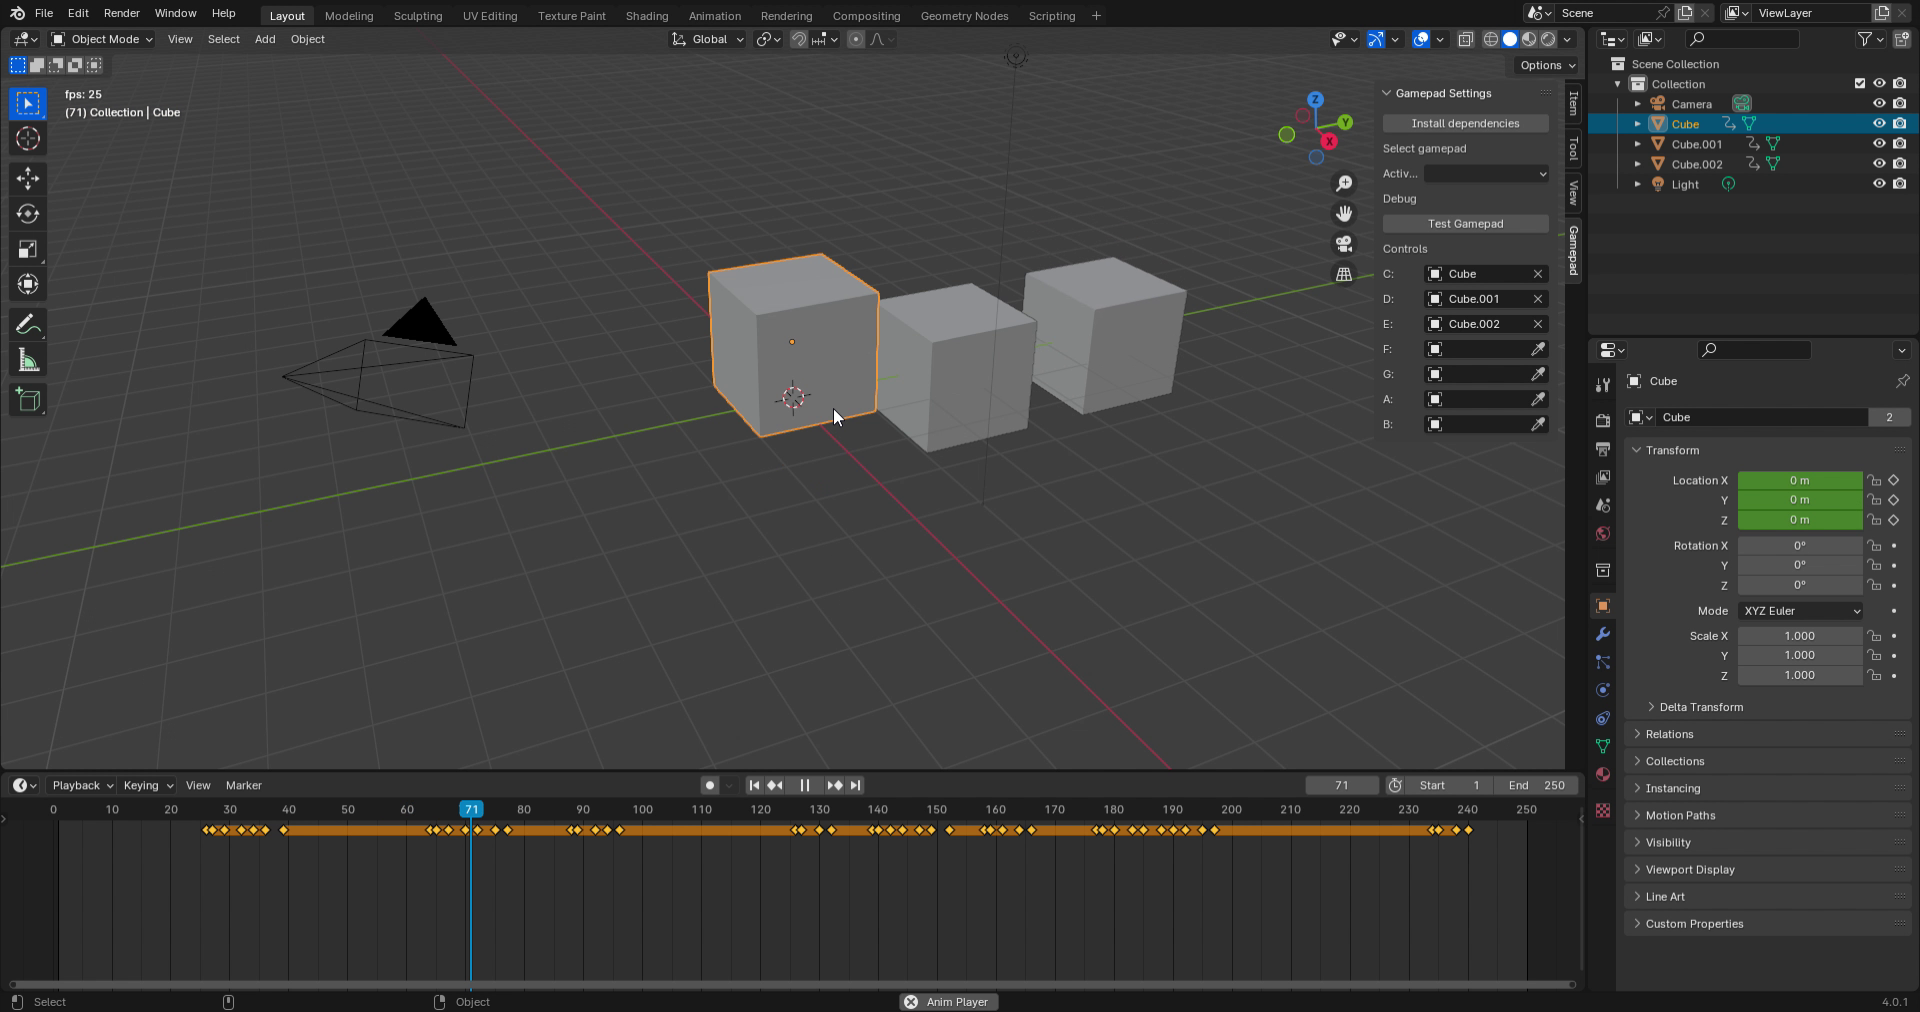 File Edit Render Window Help Layout Modeling Sculpting UV Editing Texture Paint Shading Animation Rendering Compositing Geometry Nodes Scripting + Scene ViewLayer
Object Mode View Select Add Object Global
Options
fps: 25
(71) Collection | Cube
Z
Y
X
Gamepad Settings
Install dependencies
Select gamepad
Activ...
Debug
Test Gamepad
Controls
C: Cube
D: Cube.001
E: Cube.002
F:
G:
A:
B:
Item
Tool
View
Gamepad
Scene Collection
Collection
Camera
Cube
Cube.001
Cube.002
Light
Cube
Cube 2
Transform
Location X 0 m
Y 0 m
Z 0 m
Rotation X 0°
Y 0°
Z 0°
Mode XYZ Euler
Scale X 1.000
Y 1.000
Z 1.000
Delta Transform
Relations
Collections
Instancing
Motion Paths
Visibility
Viewport Display
Line Art
Custom Properties
Playback Keying View Marker 71 Start 1 End 250
0 10 20 30 40 50 60 71 80 90 100 110 120 130 140 150 160 170 180 190 200 210 220 230 240 250
Select Object Anim Player 4.0.1